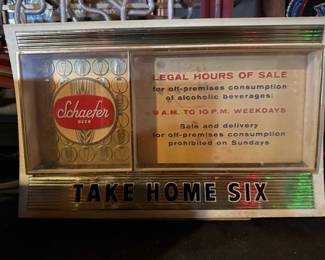 Schaefer
BEER
LEGAL HOURS OF SALE
for off-premises consumption
of alcoholic beverages:
9 A.M. TO 10 P.M. WEEKDAYS
Sale and delivery
for off-premises consumption
prohibited on Sundays
TAKE HOME SIX